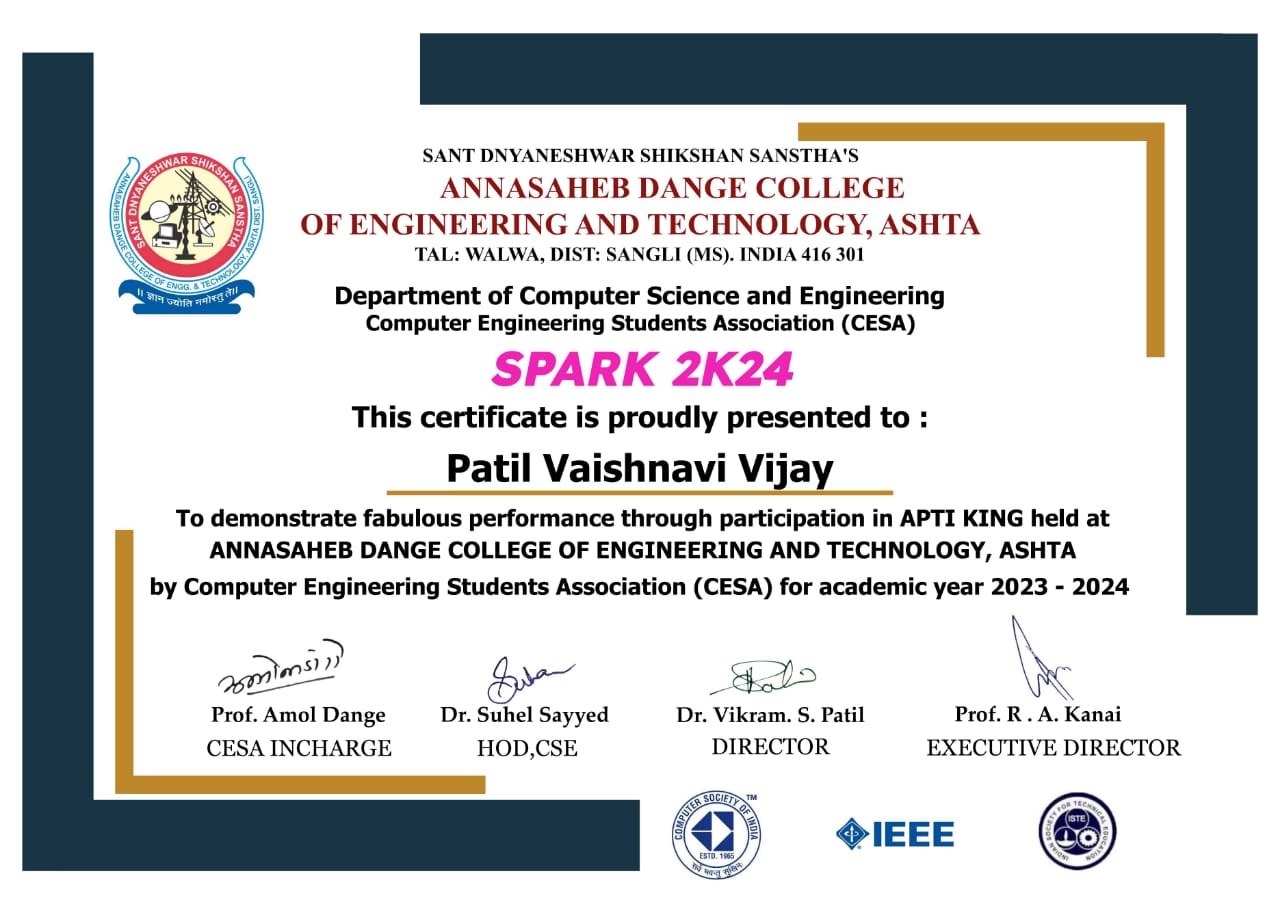 SANT DNYANESHWAR SHIKSHAN SANSTHA'S
ANNASAHEB DANGE COLLEGE
OF ENGINEERING AND TECHNOLOGY, ASHTA
TAL: WALWA, DIST: SANGLI (MS). INDIA 416 301
SANT DNYANESHWAR SHIKSHAN SANSTHA
ANNASAHEB DANGE COLLEGE OF ENGG. & TECHNOLOGY, ASHTA DIST. SANGLI
॥ ज्ञान ज्योति नमोस्तु ते॥
Department of Computer Science and Engineering
Computer Engineering Students Association (CESA)
SPARK 2K24
This certificate is proudly presented to :
Patil Vaishnavi Vijay
To demonstrate fabulous performance through participation in APTI KING held at
ANNASAHEB DANGE COLLEGE OF ENGINEERING AND TECHNOLOGY, ASHTA
by Computer Engineering Students Association (CESA) for academic year 2023 - 2024
Prof. Amol Dange
CESA INCHARGE
Dr. Suhel Sayyed
HOD,CSE
Dr. Vikram. S. Patil
DIRECTOR
Prof. R . A. Kanai
EXECUTIVE DIRECTOR
COMPUTER SOCIETY OF INDIA
TM
ESTD. 1965
सर्वे भवन्तु सुखिनः
IEEE
INDIAN SOCIETY FOR TECHNICAL EDUCATION
ISTE